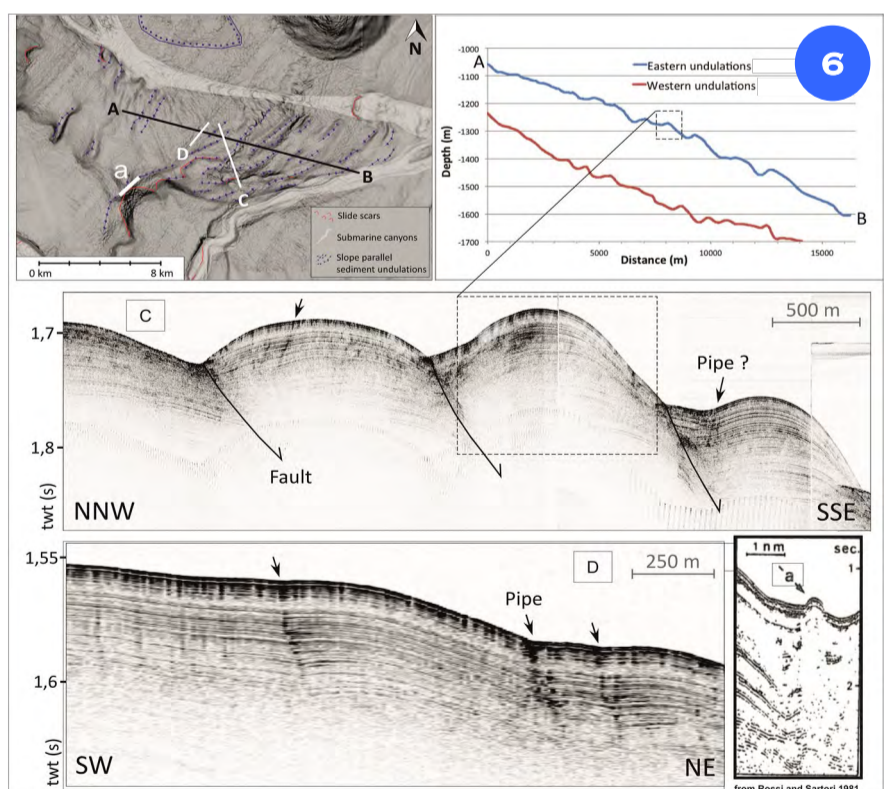 N
A
D
a
C
B
Slide scars
Submarine canyons
Slope parallel
sediment undulations
0 km
8 km
6
-1000
-1100
-1200
-1300
-1400
-1500
-1600
-1700
Depth (m)
A
Eastern undulations
Western undulations
B
0
5000
10000
15000
Distance (m)
C
500 m
1,7
1,8
twt (s)
Pipe ?
Fault
NNW
SSE
1,55
1,6
twt (s)
D
250 m
Pipe
SW
NE
1 nm
sec.
a
1
2
from Rossi and Sartori 1981